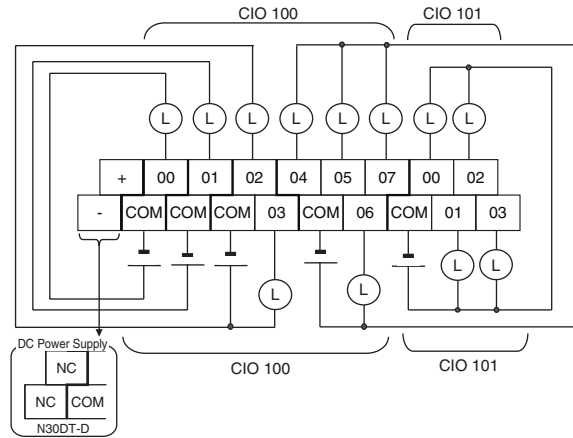 CIO 100 CIO 101
L L L L L L L L
+ 00 01 02 04 05 07 00 02
- COM COM COM 03 COM 06 COM 01 03
L L L L
CIO 100 CIO 101
DC Power Supply
NC
NC COM
N30DT-D